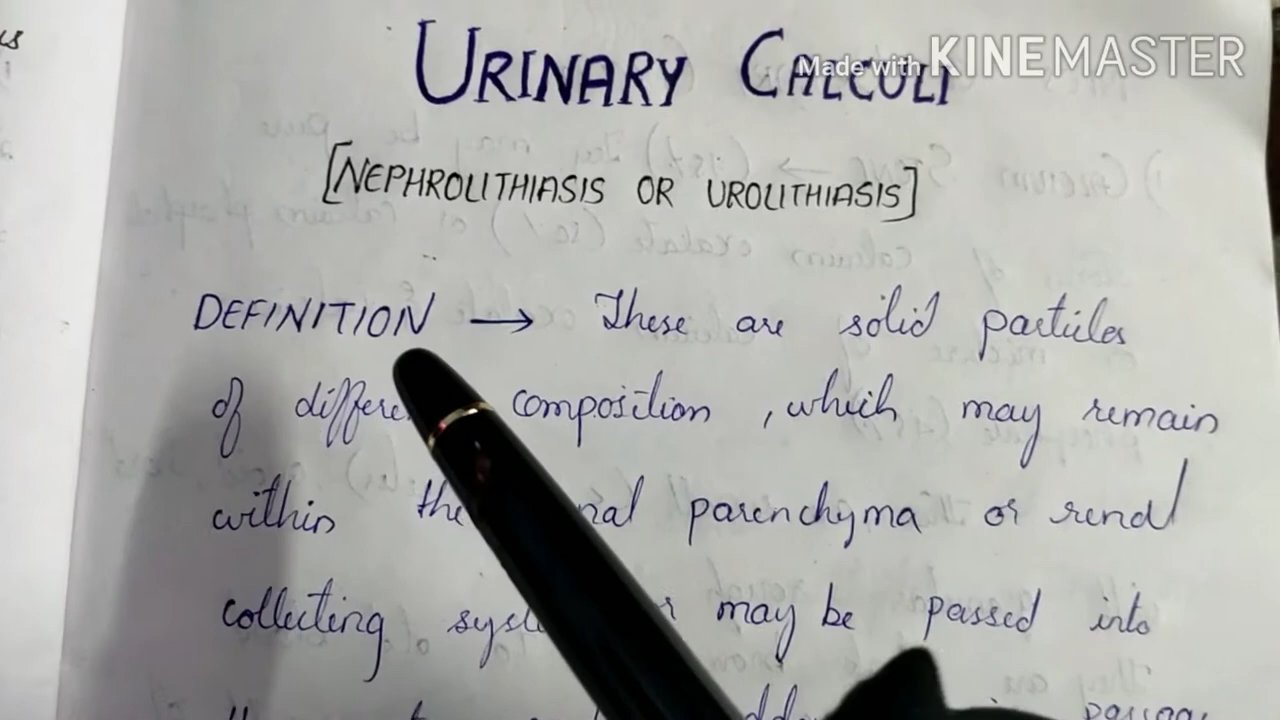 URINARY CALCULI
Made with KINEMASTER
[NEPHROLITHIASIS OR UROLITHIASIS]
DEFINITION → These are solid particles
of composition, which may remain
within parenchyma or renal
collecting may be passed into